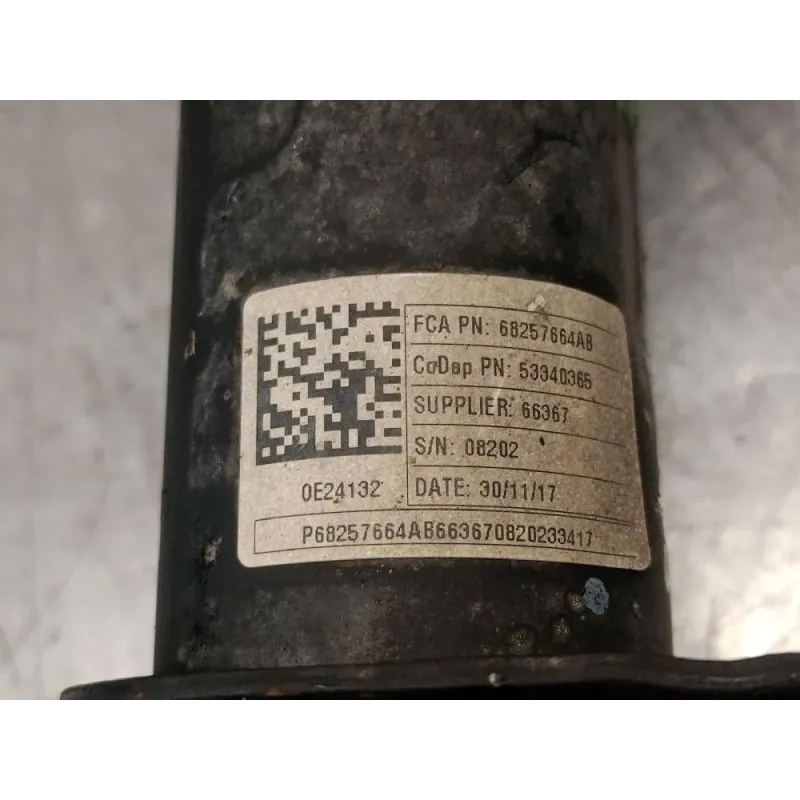 FCA PN: 68257664AB
CoDep PN: 53340365
SUPPLIER: 66367
S/N: 08202
0E24132
DATE: 30/11/17
P68257664AB663670820233417